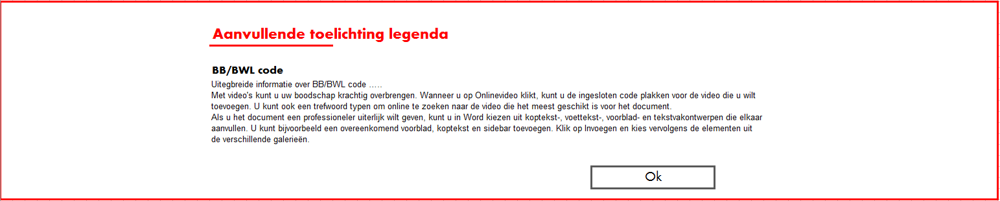 Aanvullende toelichting legenda
BB/BWL code
Uitegbreide informatie over BB/BWL code .....
Met video's kunt u uw boodschap krachtig overbrengen. Wanneer u op Onlinevideo klikt, kunt u de ingesloten code plakken voor de video die u wilt
toevoegen. U kunt ook een trefwoord typen om online te zoeken naar de video die het meest geschikt is voor het document.
Als u het document een professioneler uiterlijk wilt geven, kunt u in Word kiezen uit koptekst-, voettekst-, voorblad- en tekstvakontwerpen die elkaar
aanvullen. U kunt bijvoorbeeld een overeenkomend voorblad, koptekst en sidebar toevoegen. Klik op Invoegen en kies vervolgens de elementen uit
de verschillende galerieën.
Ok